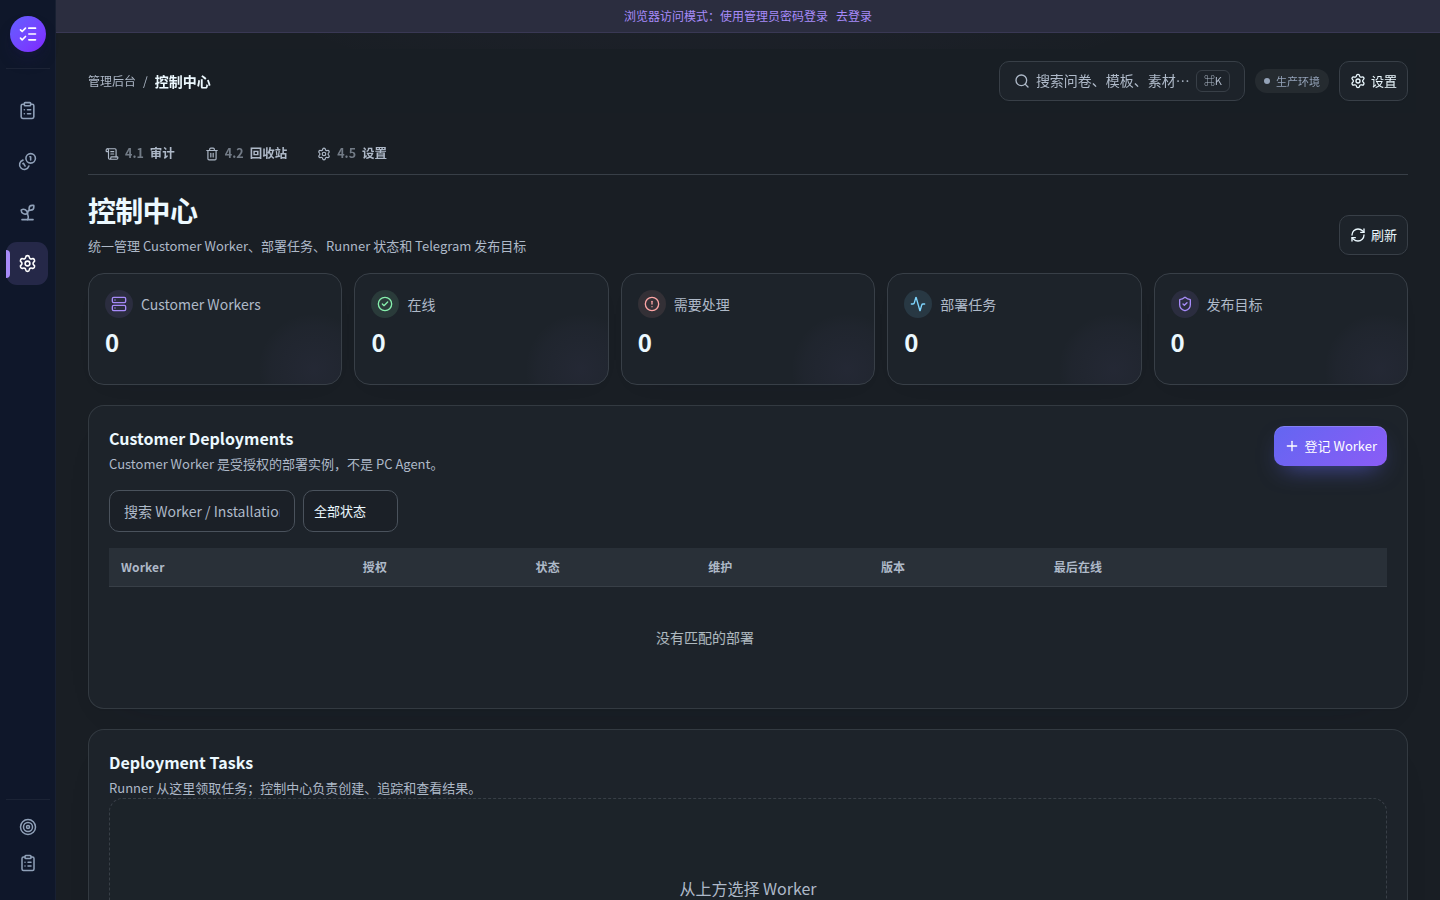 浏览器访问模式：使用管理员密码登录 去登录
管理后台 / 控制中心
搜索问卷、模板、素材… ⌘K
生产环境
设置
4.1 审计
4.2 回收站
4.5 设置
控制中心
统一管理 Customer Worker、部署任务、Runner 状态和 Telegram 发布目标
刷新
Customer Workers
0
在线
0
需要处理
0
部署任务
0
发布目标
0
Customer Deployments
Customer Worker 是受授权的部署实例，不是 PC Agent。
登记 Worker
搜索 Worker / Installatio
全部状态
Worker 授权 状态 维护 版本 最后在线
没有匹配的部署
Deployment Tasks
Runner 从这里领取任务；控制中心负责创建、追踪和查看结果。
从上方选择 Worker